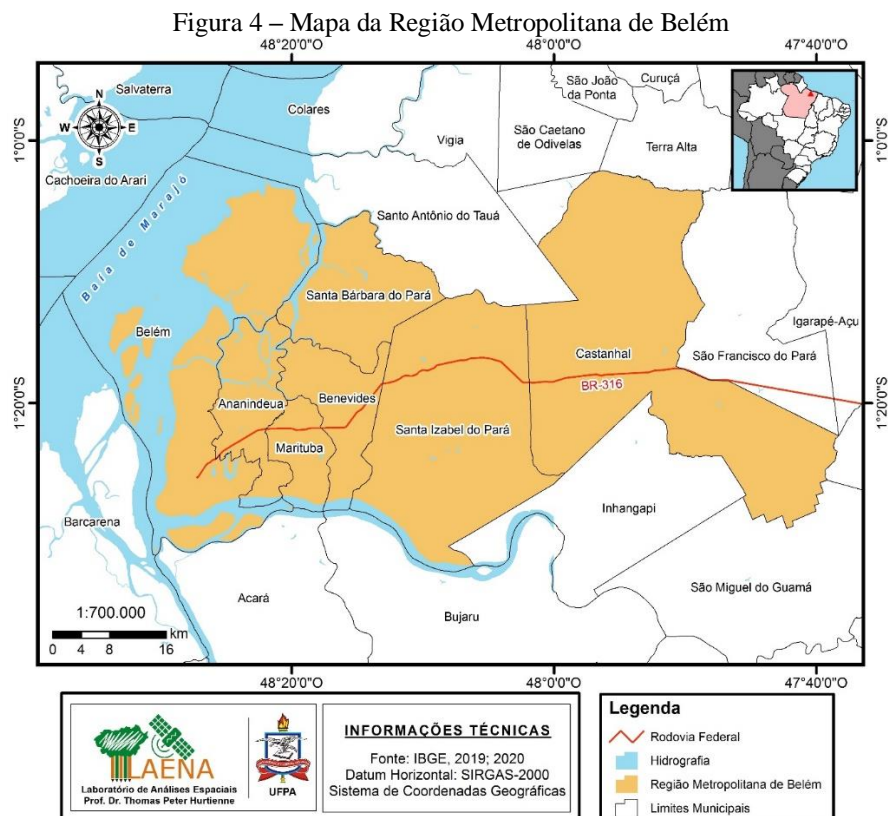 Figura 4 – Mapa da Região Metropolitana de Belém
48°20'0"O
48°0'0"O
47°40'0"O
1°0'0"S
1°20'0"S
1°0'0"S
1°20'0"S
N
W
E
S
Salvaterra
Cachoeira do Arari
Colares
Vigia
São João
da Ponta
Curuçá
São Caetano
de Odivelas
Terra Alta
Santo Antônio do Tauá
Baía de Marajó
Santa Bárbara do Pará
Belém
Igarapé-Açu
Castanhal
São Francisco do Pará
BR-316
Benevides
Ananindeua
Santa Izabel do Pará
Marituba
Inhangapi
Barcarena
São Miguel do Guamá
Acará
Bujaru
1:700.000
km
0 4 8 16
48°20'0"O
48°0'0"O
47°40'0"O
LAENA
Laboratório de Análises Espaciais
Prof. Dr. Thomas Peter Hurtienne
UFPA
INFORMAÇÕES TÉCNICAS
Fonte: IBGE, 2019; 2020
Datum Horizontal: SIRGAS-2000
Sistema de Coordenadas Geográficas
Legenda
Rodovia Federal
Hidrografia
Região Metropolitana de Belém
Limites Municipais